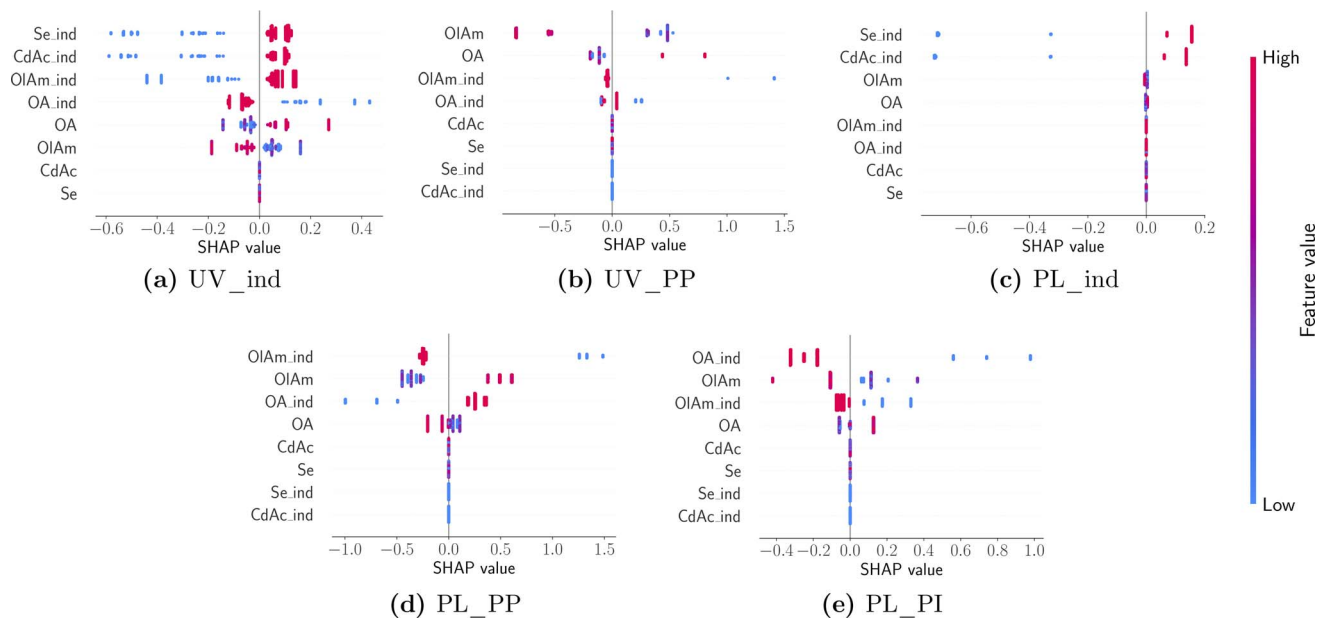 Se_ind
CdAc_ind
OlAm_ind
OA_ind
OA
OlAm
CdAc
Se
−0.6 −0.4 −0.2 0.0 0.2 0.4
SHAP value
(a) UV_ind
OlAm
OA
OlAm_ind
OA_ind
CdAc
Se
Se_ind
CdAc_ind
−0.5 0.0 0.5 1.0 1.5
SHAP value
(b) UV_PP
Se_ind
CdAc_ind
OlAm
OA
OlAm_ind
OA_ind
CdAc
Se
−0.6 −0.4 −0.2 0.0 0.2
SHAP value
(c) PL_ind
OlAm_ind
OlAm
OA_ind
OA
CdAc
Se
Se_ind
CdAc_ind
−1.0 −0.5 0.0 0.5 1.0 1.5
SHAP value
(d) PL_PP
OA_ind
OlAm
OlAm_ind
OA
CdAc
Se
Se_ind
CdAc_ind
−0.4 −0.2 0.0 0.2 0.4 0.6 0.8 1.0
SHAP value
(e) PL_PI
High
Feature value
Low